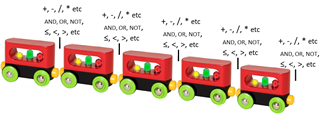 +, -, /, * etc
AND, OR, NOT,
≤, <, >, etc
+, -, //, * etc
AND, OR, NOT,
≤, <, >, etc
+, -, /, * etc
AND, OR, NOT,
≤, <, >, etc
+, -, /, * etc
AND, OR, NOT,
≤, <, >, etc
+, -, /, * etc
AND, OR, NOT,
≤, <, >, etc